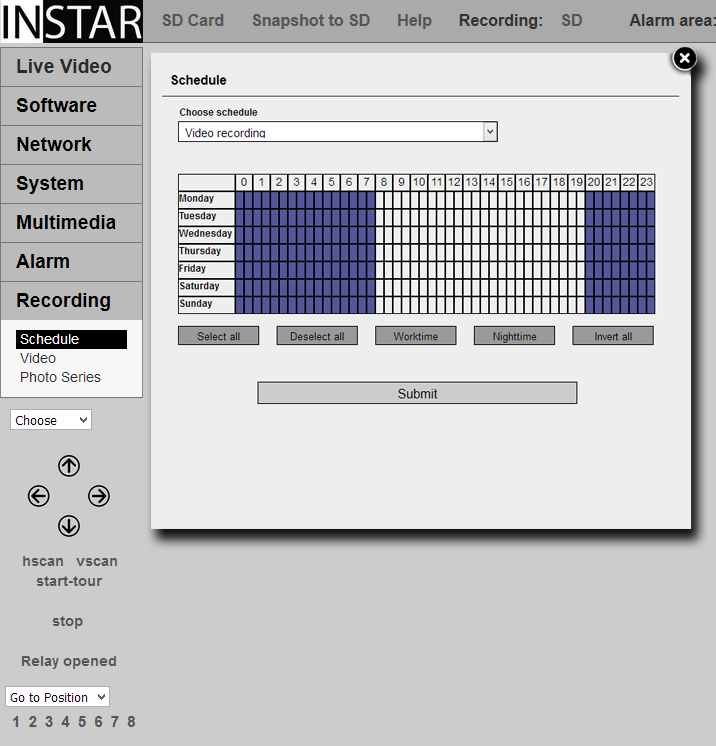 INSTAR
SD Card Snapshot to SD Help Recording: SD Alarm area:
Live Video
Software
Network
System
Multimedia
Alarm
Recording
Schedule
Video
Photo Series
Choose
hscan vscan
start-tour
stop
Relay opened
Go to Position
1 2 3 4 5 6 7 8
Schedule
Choose schedule
Video recording
0 1 2 3 4 5 6 7 8 9 10 11 12 13 14 15 16 17 18 19 20 21 22 23
Monday
Tuesday
Wednesday
Thursday
Friday
Saturday
Sunday
Select all Deselect all Worktime Nighttime Invert all
Submit